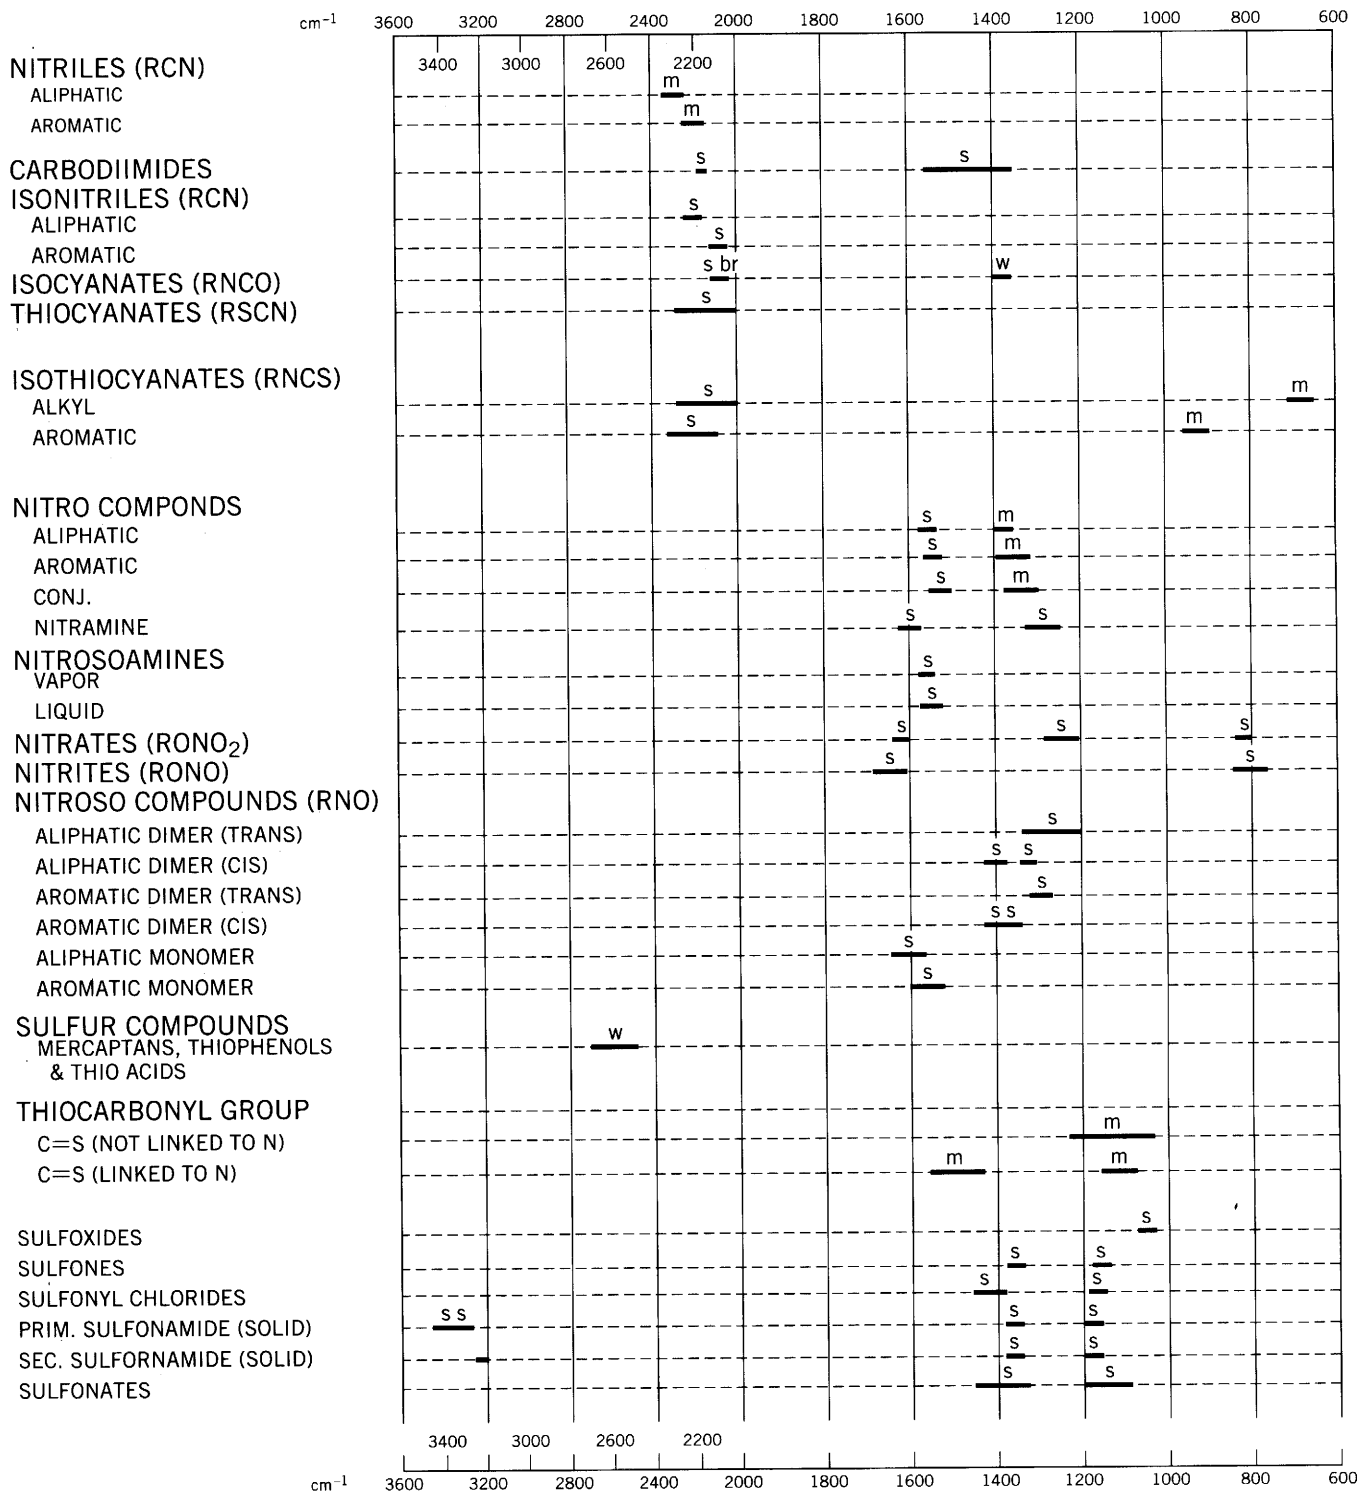 cm⁻¹ 3600 2800 2400 2000 1800 1600 1400 1200 1000 800 600
3400 3000 2600 2200
NITRILES (RCN)
m
ALIPHATIC
m
AROMATIC
s s
CARBODIIMIDES
ISONITRILES (RCN)
s
ALIPHATIC
s
AROMATIC
s br w
ISOCYANATES (RNCO)
s
THIOCYANATES (RSCN)
ISOTHIOCYANATES (RNCS)
s m
ALKYL
s m
AROMATIC
NITRO COMPONDS
s m
ALIPHATIC
s m
AROMATIC
s m
CONJ.
s s
NITRAMINE
NITROSOAMINES
s
VAPOR
s
LIQUID
s s s
NITRATES (RONO₂)
s s
NITRITES (RONO)
NITROSO COMPOUNDS (RNO)
s
ALIPHATIC DIMER (TRANS)
s s
ALIPHATIC DIMER (CIS)
s
AROMATIC DIMER (TRANS)
s s
AROMATIC DIMER (CIS)
s
ALIPHATIC MONOMER
s
AROMATIC MONOMER
SULFUR COMPOUNDS
w
MERCAPTANS, THIOPHENOLS
& THIO ACIDS
THIOCARBONYL GROUP
m
C=S (NOT LINKED TO N)
m m
C=S (LINKED TO N)
s
SULFOXIDES
s s
SULFONES
s s
SULFONYL CHLORIDES
s s s s
PRIM. SULFONAMIDE (SOLID)
s s
SEC. SULFORNAMIDE (SOLID)
s s
SULFONATES
3400 3000 2600 2200
cm⁻¹ 3600 3200 2800 2400 2000 1800 1600 1400 1200 1000 800 600